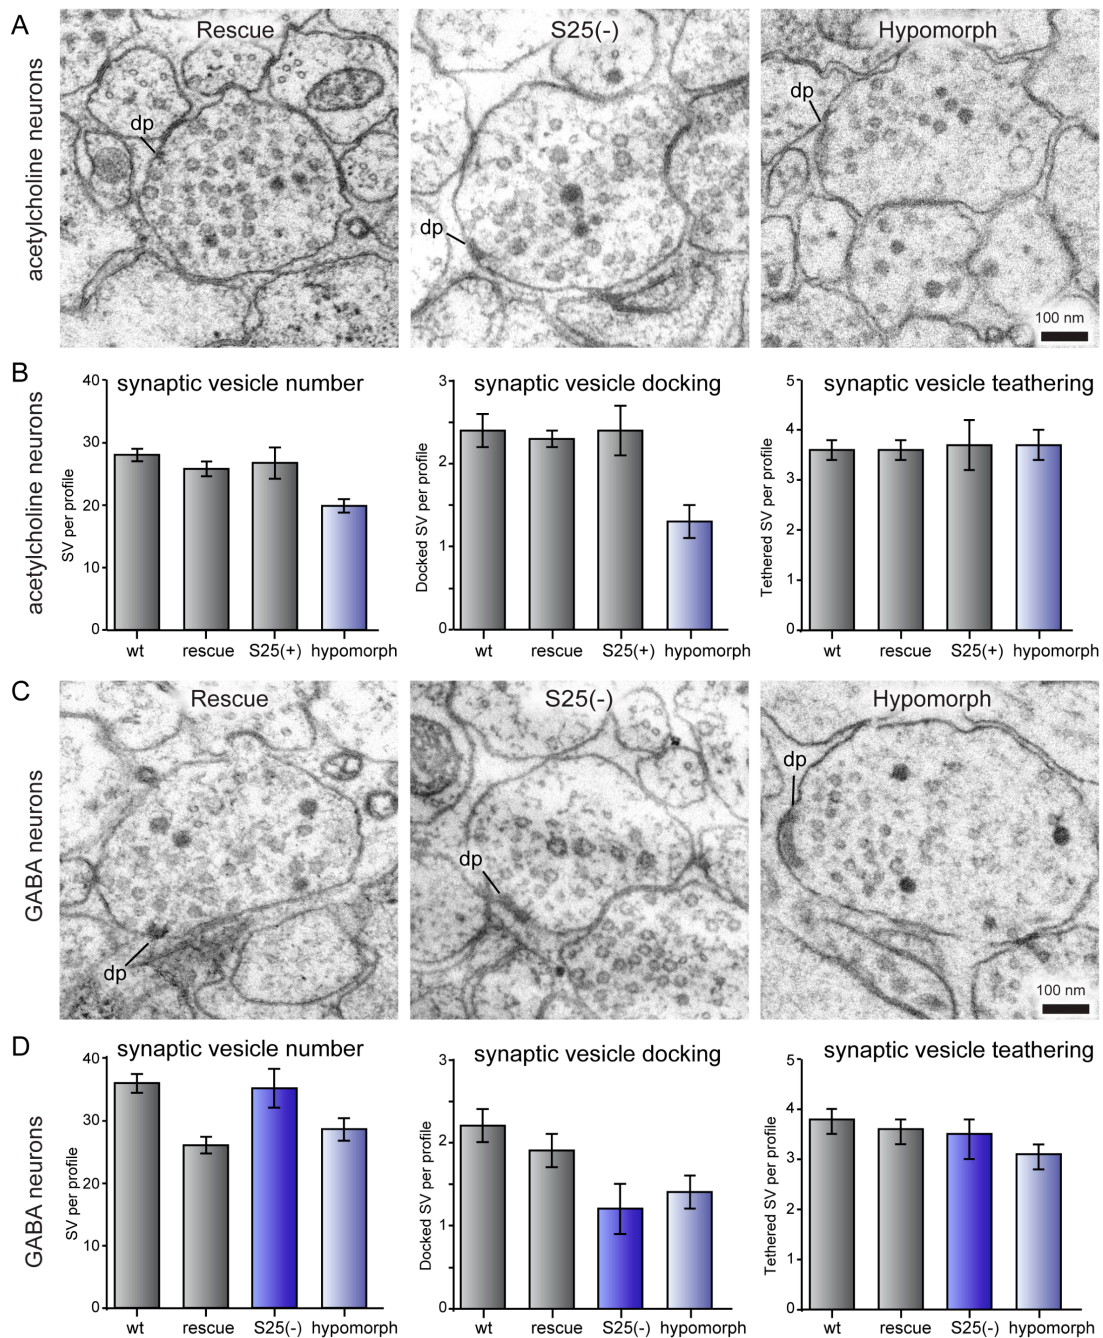 A
acetylcholine neurons
Rescue
S25(-)
Hypomorph
dp
dp
dp
100 nm
B
acetylcholine neurons
synaptic vesicle number
SV per profile
40
30
20
10
0
wt rescue S25(+) hypomorph
synaptic vesicle docking
Docked SV per profile
3
2
1
0
wt rescue S25(+) hypomorph
synaptic vesicle teathering
Tethered SV per profile
5
4
3
2
1
0
wt rescue S25(+) hypomorph
C
GABA neurons
Rescue
S25(-)
Hypomorph
dp
dp
dp
100 nm
D
GABA neurons
synaptic vesicle number
SV per profile
40
30
20
10
0
wt rescue S25(-) hypomorph
synaptic vesicle docking
Docked SV per profile
3
2
1
0
wt rescue S25(-) hypomorph
synaptic vesicle teathering
Tethered SV per profile
5
4
3
2
1
0
wt rescue S25(-) hypomorph